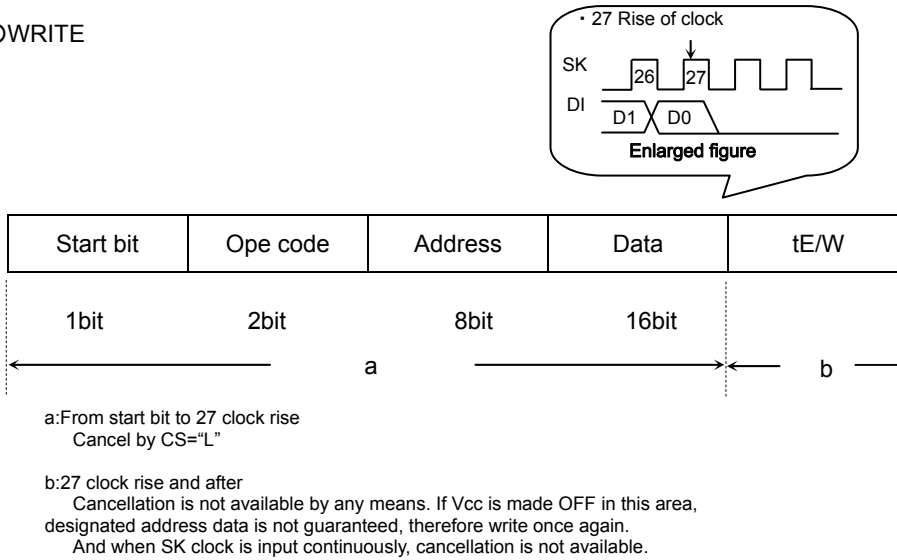 ・27 Rise of clock
WRITE
SK
26 27
DI
D1 D0
Enlarged figure
Start bit Ope code Address Data tE/W
1bit 2bit 8bit 16bit
a b
a:From start bit to 27 clock rise
Cancel by CS=“L”
b:27 clock rise and after
Cancellation is not available by any means. If Vcc is made OFF in this area,
designated address data is not guaranteed, therefore write once again.
And when SK clock is input continuously, cancellation is not available.